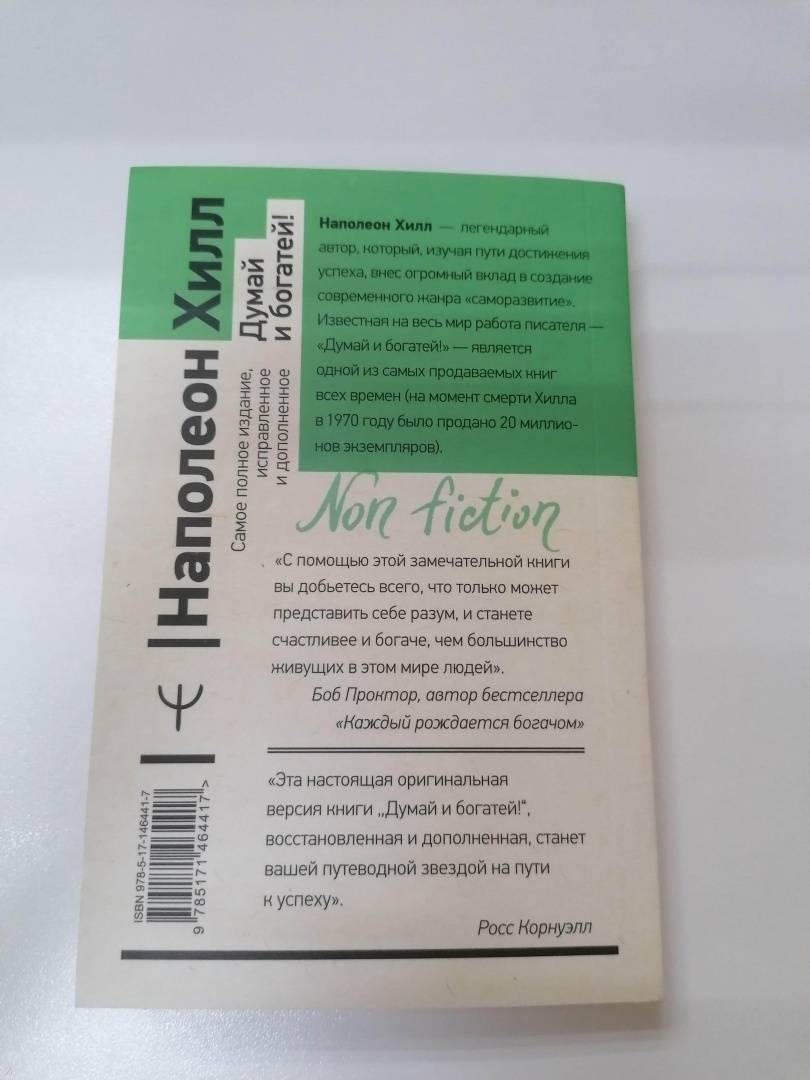 Наполеон Хилл
Думай
и богатей!
Самое полное издание,
исправленное
и дополненное
Наполеон Хилл — легендарный
автор, который, изучая пути достижения
успеха, внес огромный вклад в создание
современного жанра «саморазвитие».
Известная на весь мир работа писателя —
«Думай и богатей!» — является
одной из самых продаваемых книг
всех времен (на момент смерти Хилла
в 1970 году было продано 20 миллио-
нов экземпляров).
Non fiction
«С помощью этой замечательной книги
вы добьетесь всего, что только может
представить себе разум, и станете
счастливее и богаче, чем большинство
живущих в этом мире людей».
Боб Проктор, автор бестселлера
«Каждый рождается богачом»
«Эта настоящая оригинальная
версия книги „Думай и богатей!“,
восстановленная и дополненная, станет
вашей путеводной звездой на пути
к успеху».
Росс Корнуэлл
ISBN 978-5-17-146441-7
9 785171 464417 >